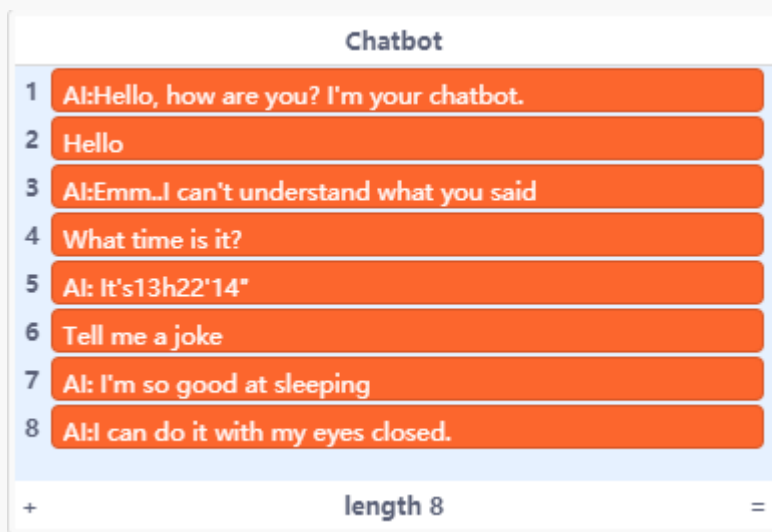 Chatbot
1 AI:Hello, how are you? I'm your chatbot.
2 Hello
3 AI:Emm..I can't understand what you said
4 What time is it?
5 AI: It's13h22'14"
6 Tell me a joke
7 AI: I'm so good at sleeping
8 AI:I can do it with my eyes closed.
+ length 8 =